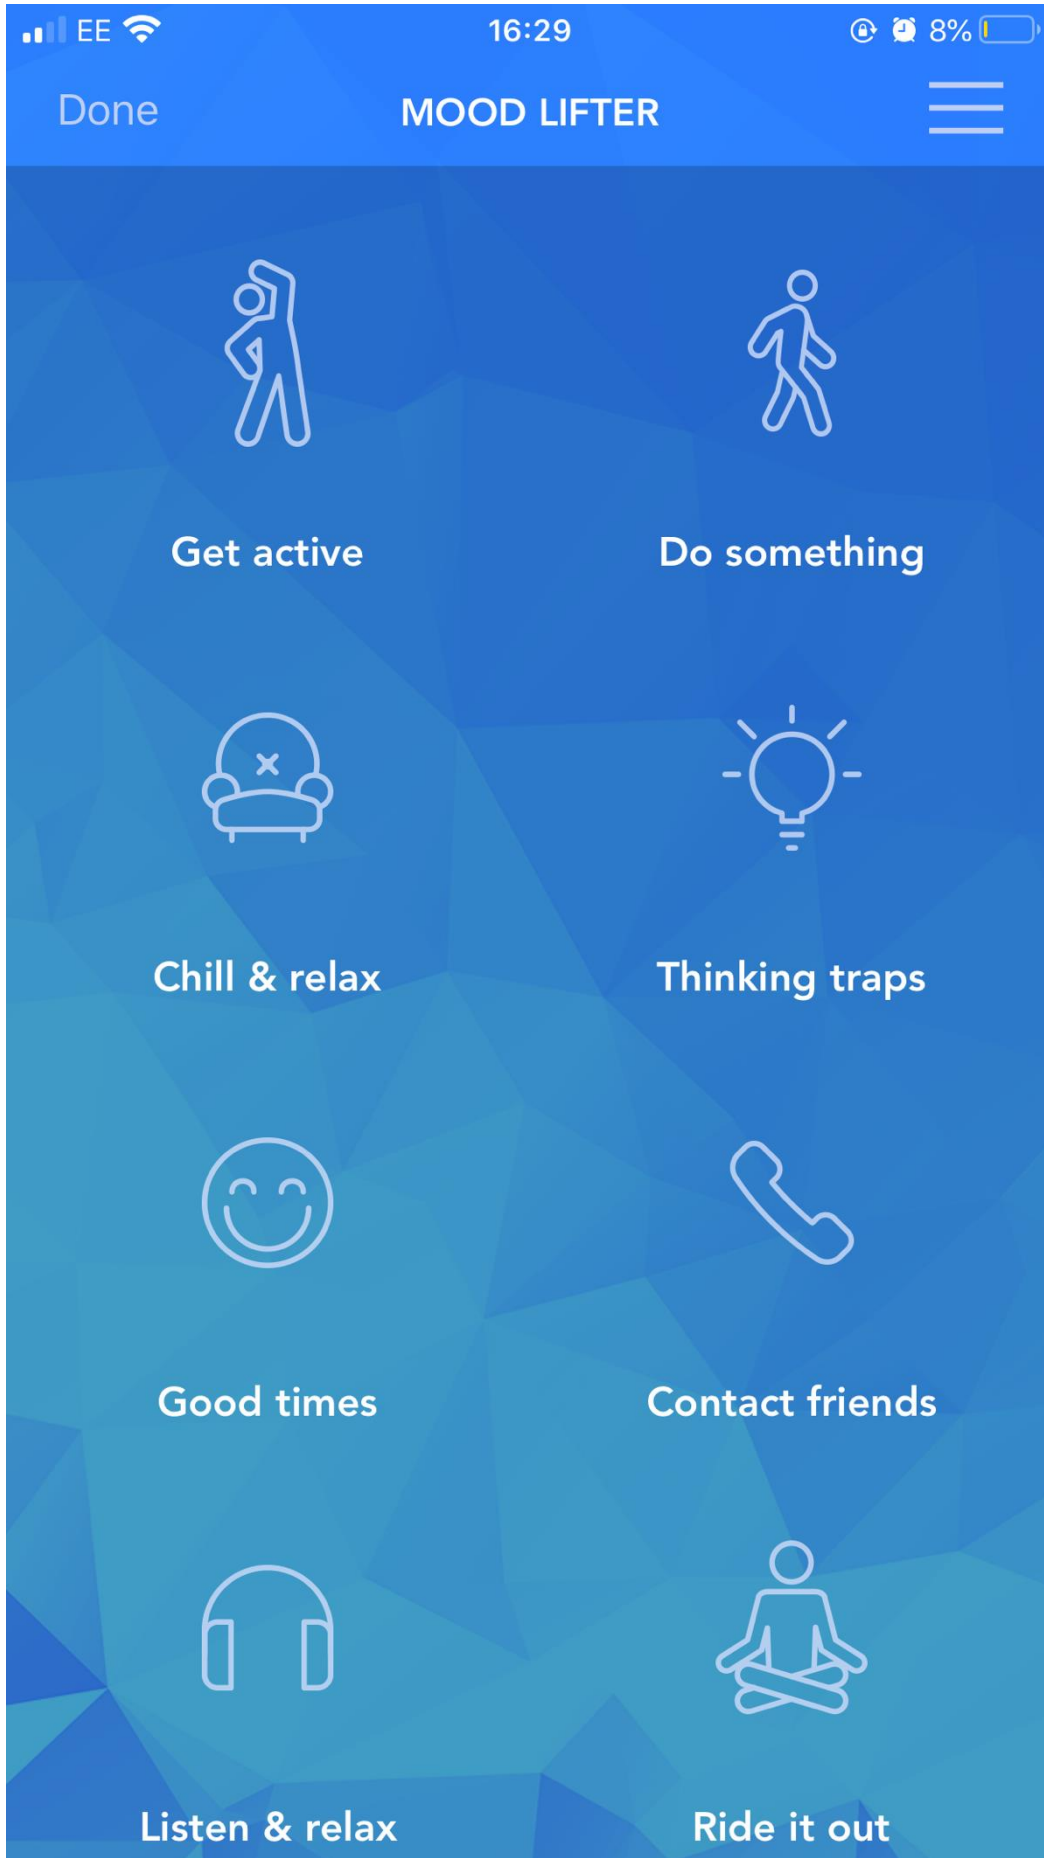 EE 16:29 8%
Done MOOD LIFTER
Get active Do something
Chill & relax Thinking traps
Good times Contact friends
Listen & relax Ride it out